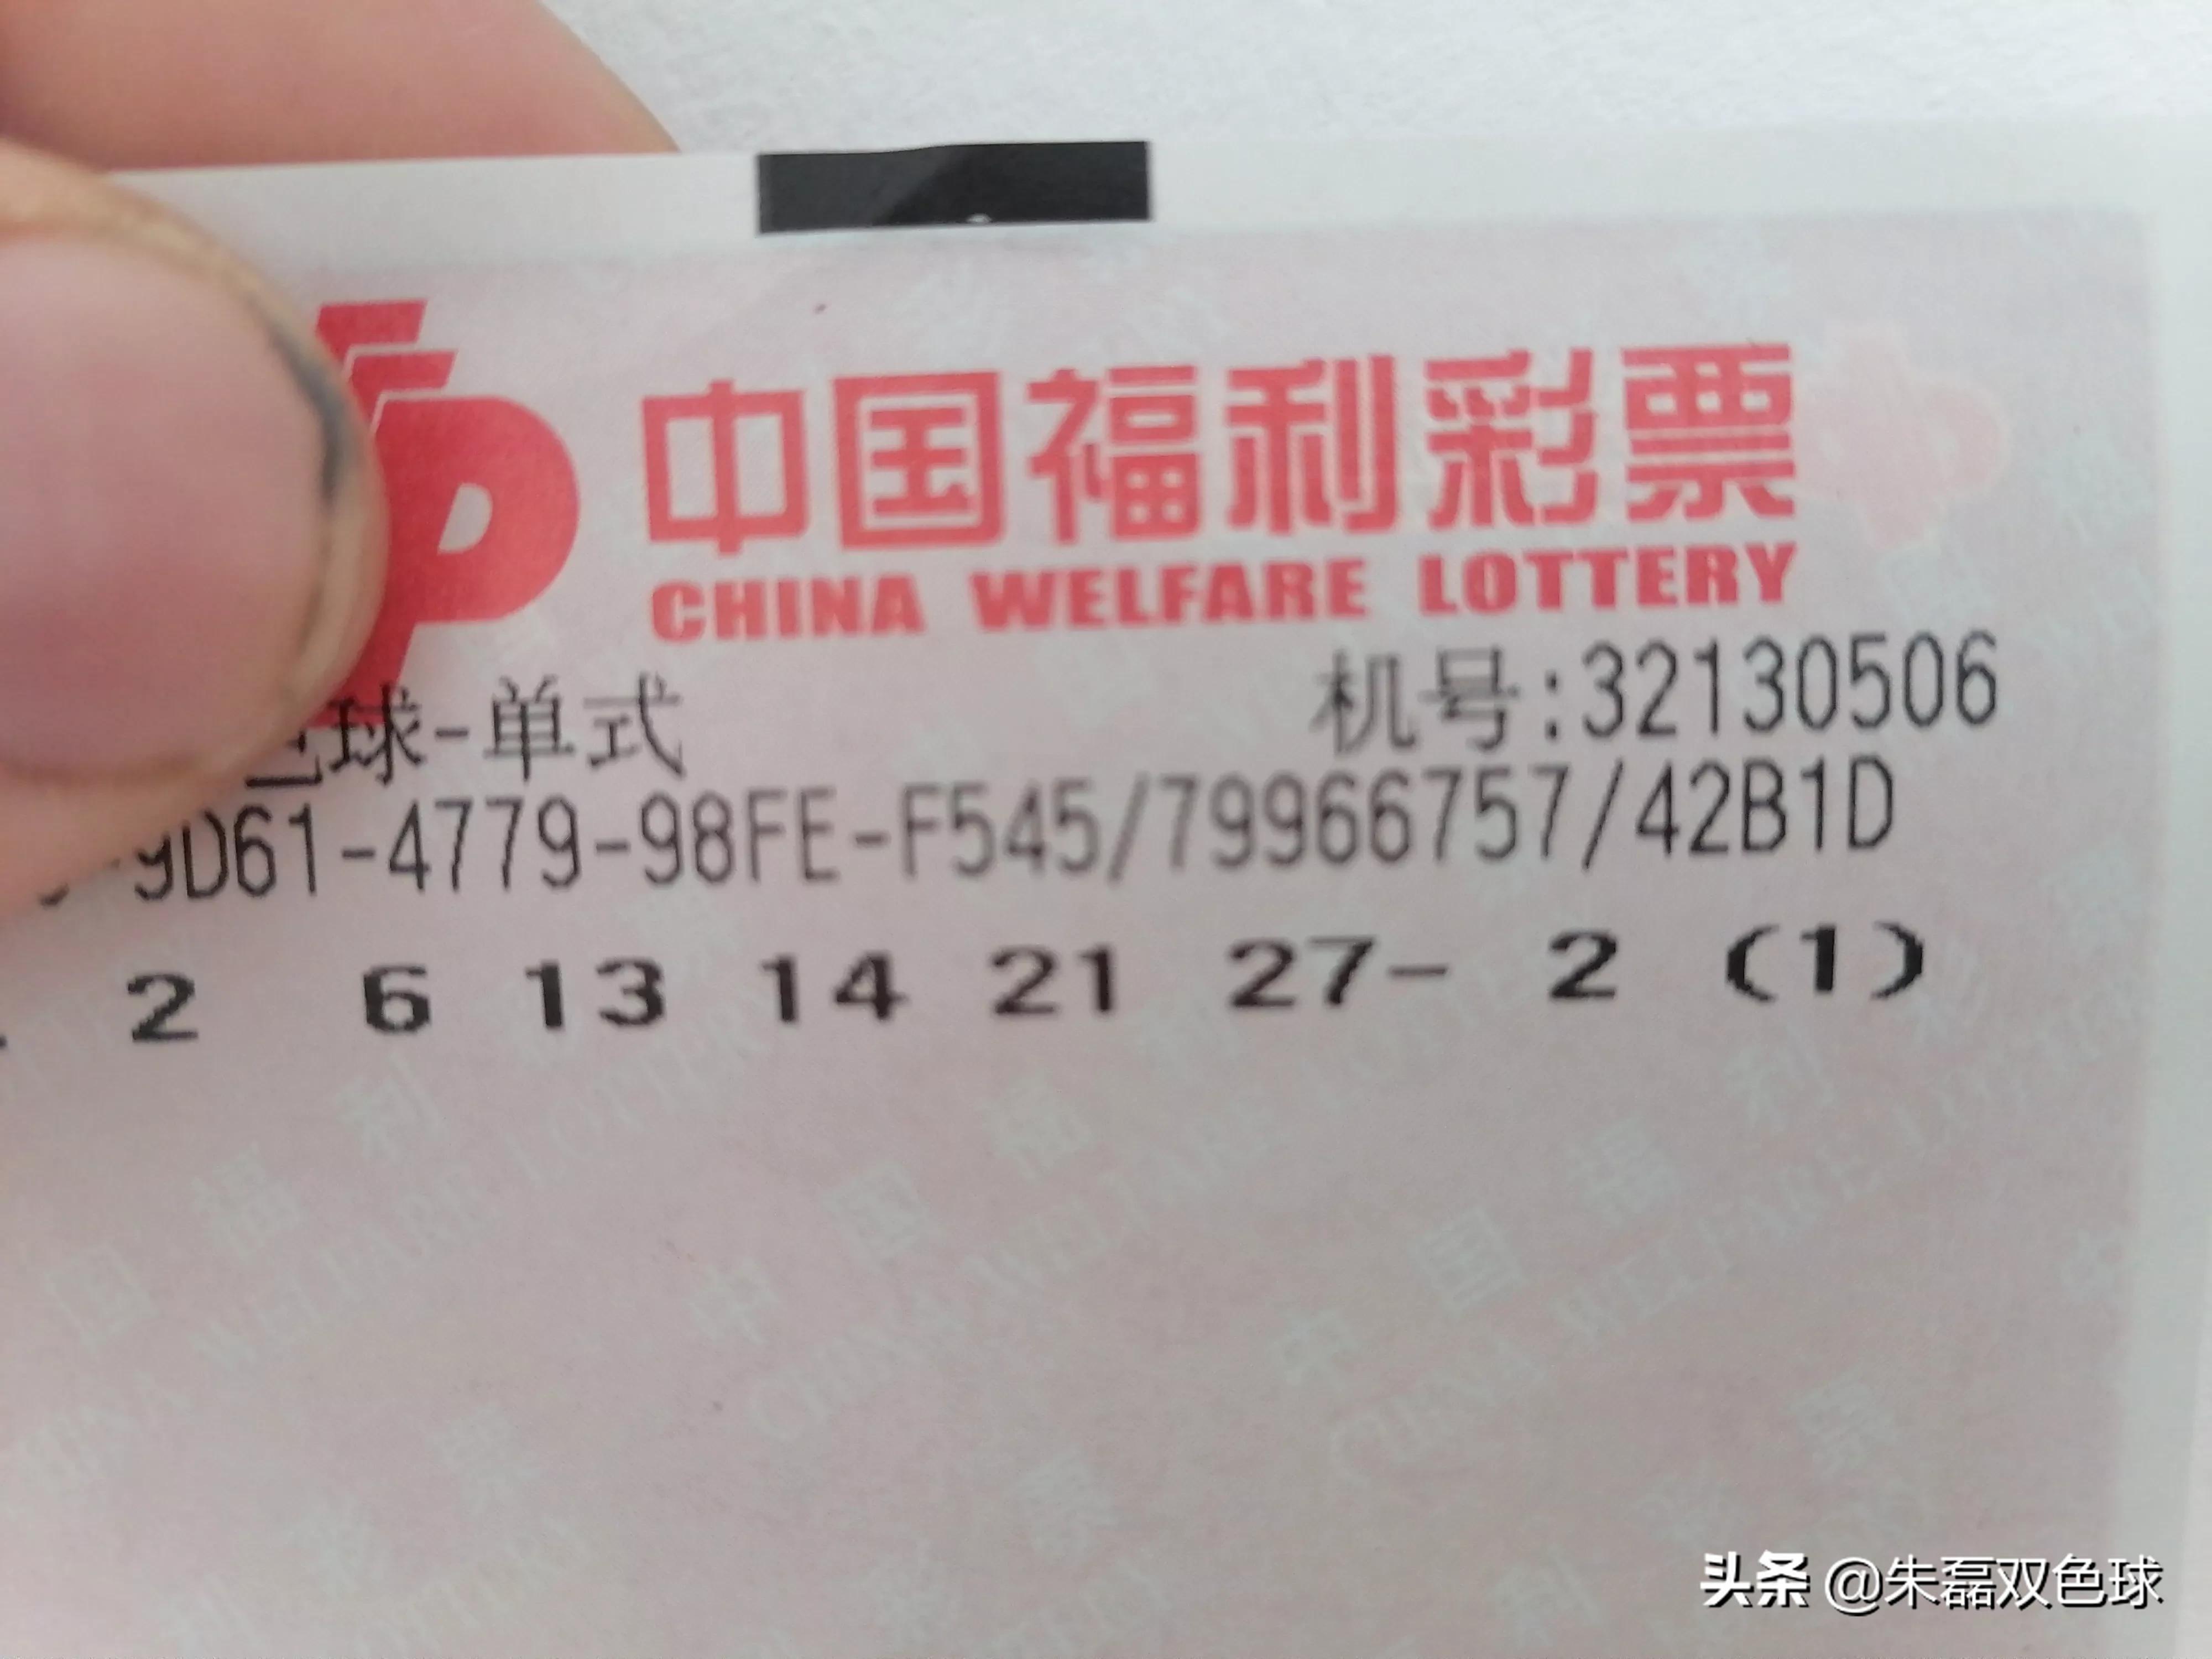 中国福利彩票
CHINA WELFARE LOTTERY
色球-单式 机号:32130506
9D61-4779-98FE-F545/79966757/42B1D
2 6 13 14 21 27- 2 (1)
头条 @朱磊双色球